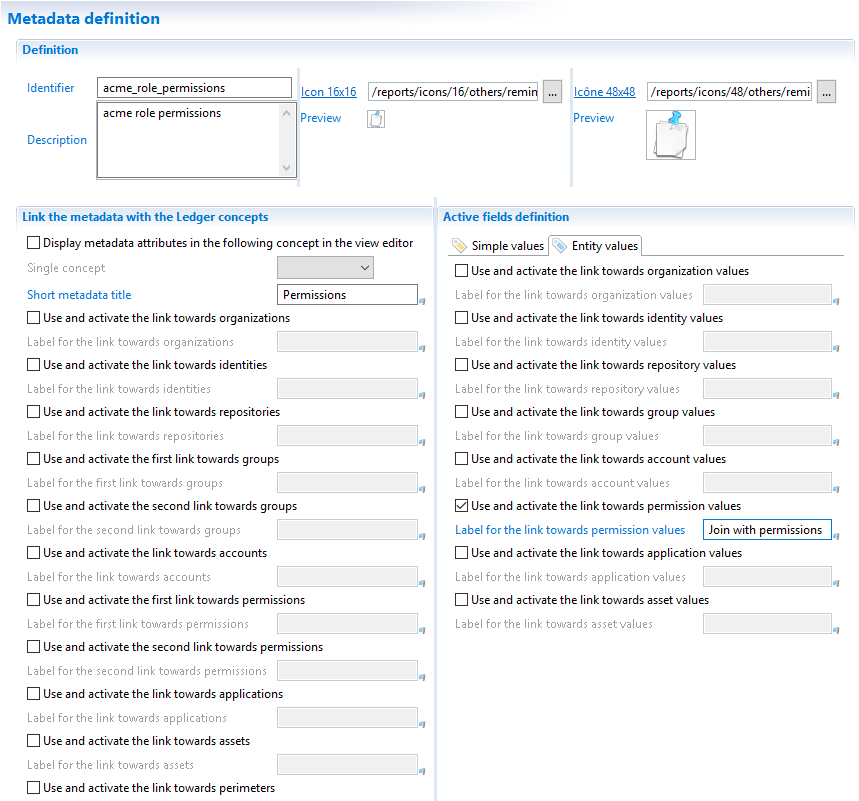 Metadata definition
Definition
Identifier
acme_role_permissions
Description
acme role permissions
Icon 16x16
/reports/icons/16/others/remin
...
Preview
Icône 48x48
/reports/icons/48/others/remi
...
Preview
Link the metadata with the Ledger concepts
Display metadata attributes in the following concept in the view editor
Single concept
Short metadata title
Permissions
Use and activate the link towards organizations
Label for the link towards organizations
Use and activate the link towards identities
Label for the link towards identities
Use and activate the link towards repositories
Label for the link towards repositories
Use and activate the first link towards groups
Label for the first link towards groups
Use and activate the second link towards groups
Label for the second link towards groups
Use and activate the link towards accounts
Label for the link towards accounts
Use and activate the first link towards permissions
Label for the first link towards permissions
Use and activate the second link towards permissions
Label for the second link towards permissions
Use and activate the link towards applications
Label for the link towards applications
Use and activate the link towards assets
Label for the link towards assets
Use and activate the link towards perimeters
Active fields definition
Simple values
Entity values
Use and activate the link towards organization values
Label for the link towards organization values
Use and activate the link towards identity values
Label for the link towards identity values
Use and activate the link towards repository values
Label for the link towards repository values
Use and activate the link towards group values
Label for the link towards group values
Use and activate the link towards account values
Label for the link towards account values
Use and activate the link towards permission values
Label for the link towards permission values
Join with permissions
Use and activate the link towards application values
Label for the link towards application values
Use and activate the link towards asset values
Label for the link towards asset values